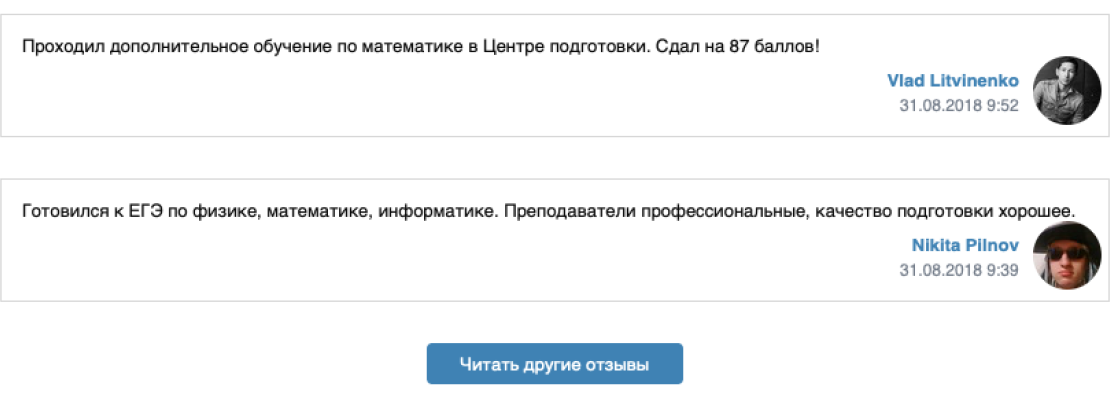 Проходил дополнительное обучение по математике в Центре подготовки. Сдал на 87 баллов!
Vlad Litvinenko
31.08.2018 9:52
Готовился к ЕГЭ по физике, математике, информатике. Преподаватели профессиональные, качество подготовки хорошее.
Nikita Pilnov
31.08.2018 9:39
Читать другие отзывы